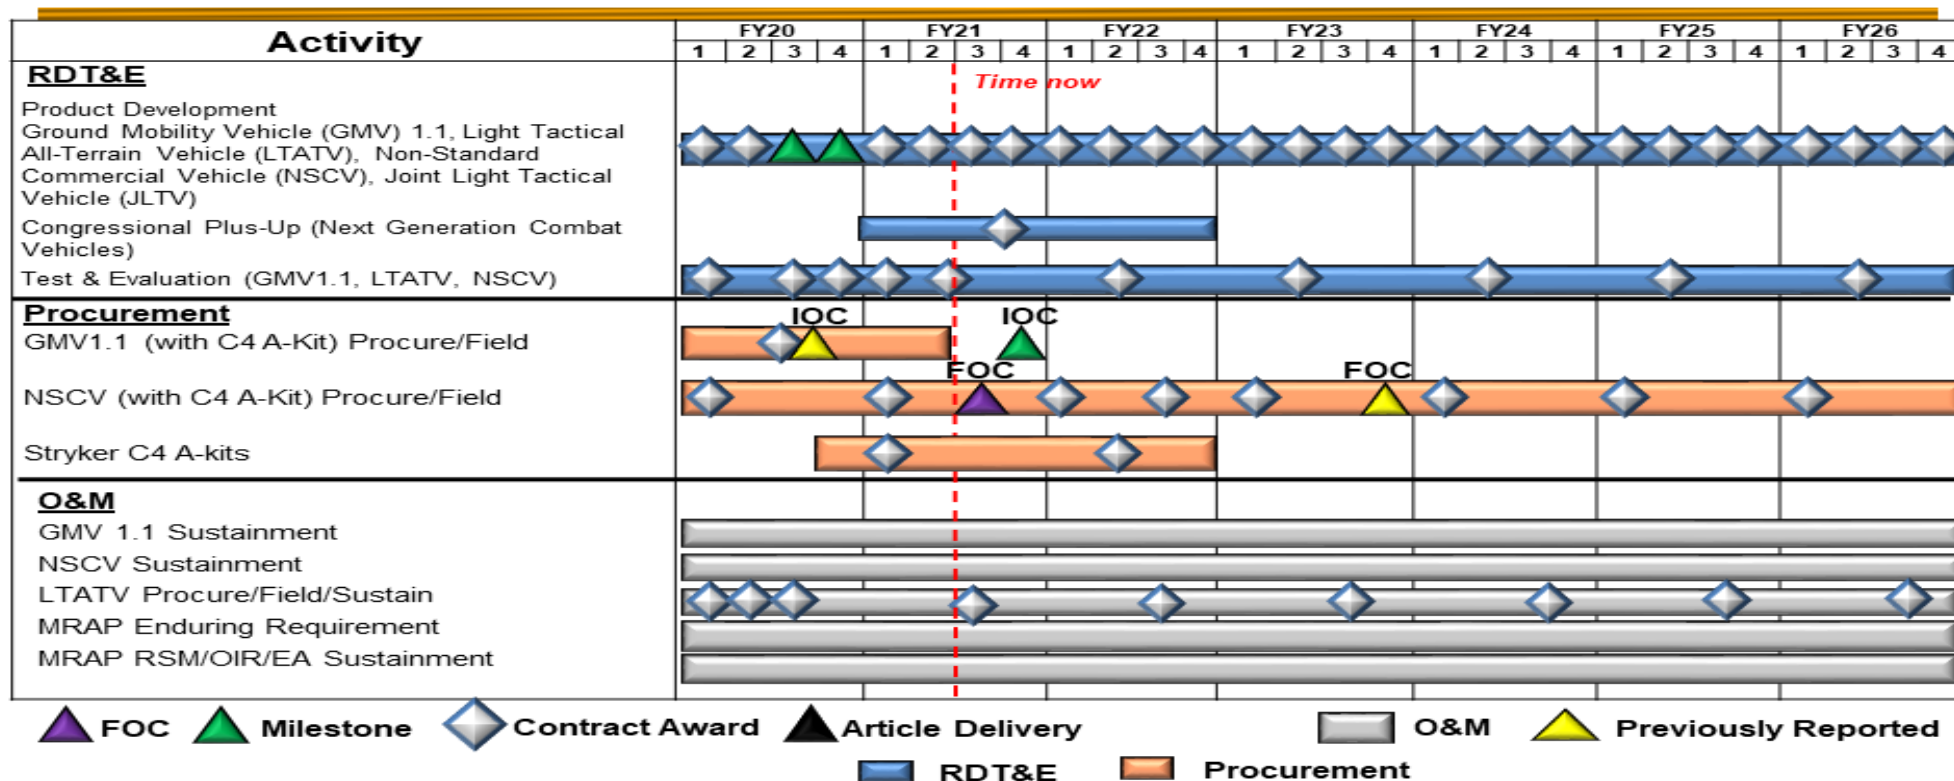 Activity
FY20 FY21 FY22 FY23 FY24 FY25 FY26
1 2 3 4 1 2 3 4 1 2 3 4 1 2 3 4 1 2 3 4 1 2 3 4 1 2 3 4
RDT&E
Time now
Product Development
Ground Mobility Vehicle (GMV) 1.1, Light Tactical
All-Terrain Vehicle (LTATV), Non-Standard
Commercial Vehicle (NSCV), Joint Light Tactical
Vehicle (JLTV)
Congressional Plus-Up (Next Generation Combat
Vehicles)
Test & Evaluation (GMV1.1, LTATV, NSCV)
Procurement
IOC IOC
GMV1.1 (with C4 A-Kit) Procure/Field
FOC FOC
NSCV (with C4 A-Kit) Procure/Field
Stryker C4 A-kits
O&M
GMV 1.1 Sustainment
NSCV Sustainment
LTATV Procure/Field/Sustain
MRAP Enduring Requirement
MRAP RSM/OIR/EA Sustainment
FOC Milestone Contract Award Article Delivery O&M Previously Reported
RDT&E Procurement